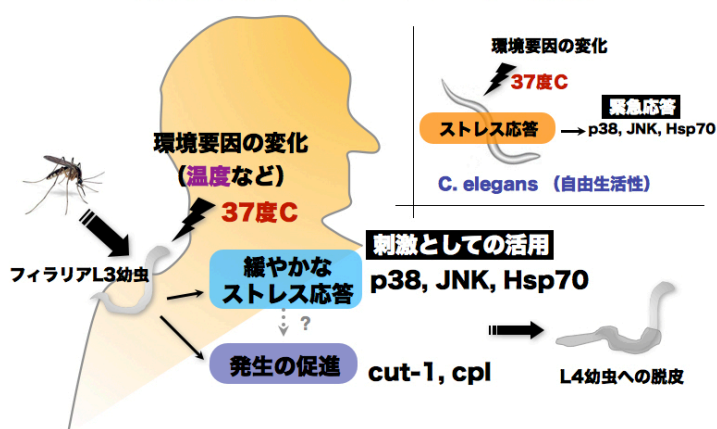 環境要因の変化
37度C
ストレス応答
緊急応答
p38, JNK, Hsp70
C. elegans （自由生活性）
環境要因の変化
（温度など）
37度C
フィラリアL3幼虫
緩やかな
ストレス応答
刺激としての活用
p38, JNK, Hsp70
?
発生の促進
cut-1, cpl
L4幼虫への脱皮